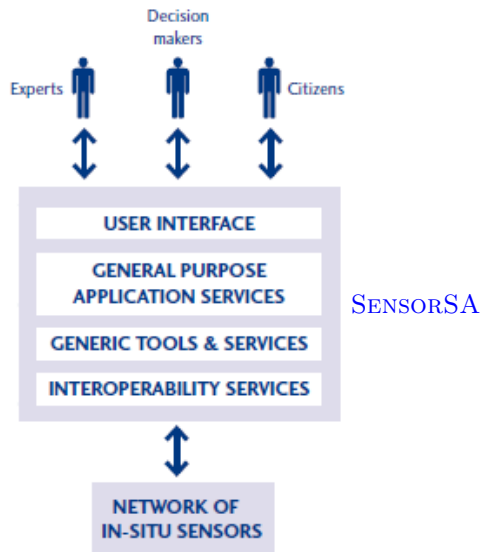 Decision
makers
Experts
Citizens
USER INTERFACE
GENERAL PURPOSE
APPLICATION SERVICES
SENSORSA
GENERIC TOOLS & SERVICES
INTEROPERABILITY SERVICES
NETWORK OF
IN-SITU SENSORS